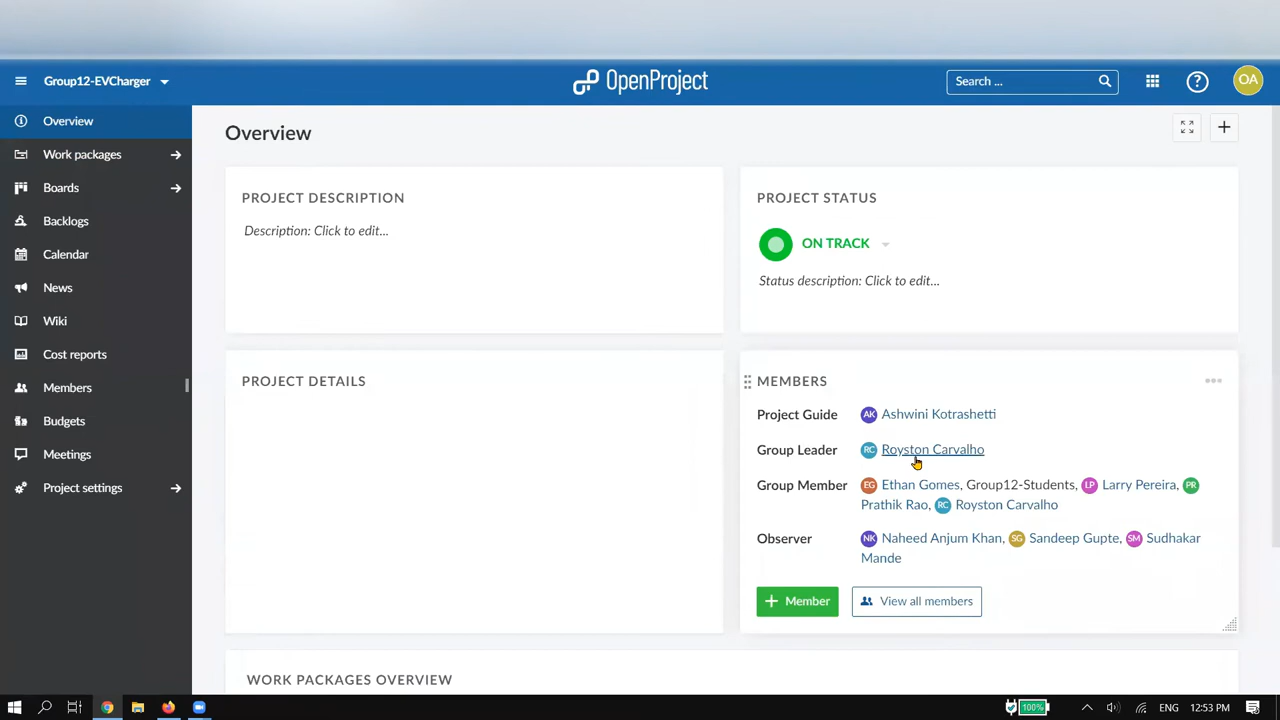 Group12-EVCharger
OpenProject
Search ...
OA
Overview
Work packages
Boards
Backlogs
Calendar
News
Wiki
Cost reports
Members
Budgets
Meetings
Project settings
Overview
PROJECT DESCRIPTION
Description: Click to edit...
PROJECT STATUS
ON TRACK
Status description: Click to edit...
PROJECT DETAILS
MEMBERS
Project Guide AK Ashwini Kotrashetti
Group Leader RC Royston Carvalho
Group Member EG Ethan Gomes, Group12-Students, LP Larry Pereira, PR
Prathik Rao, RC Royston Carvalho
Observer NK Naheed Anjum Khan, SG Sandeep Gupte, SM Sudhakar
Mande
+ Member
View all members
WORK PACKAGES OVERVIEW
100%
ENG
12:53 PM